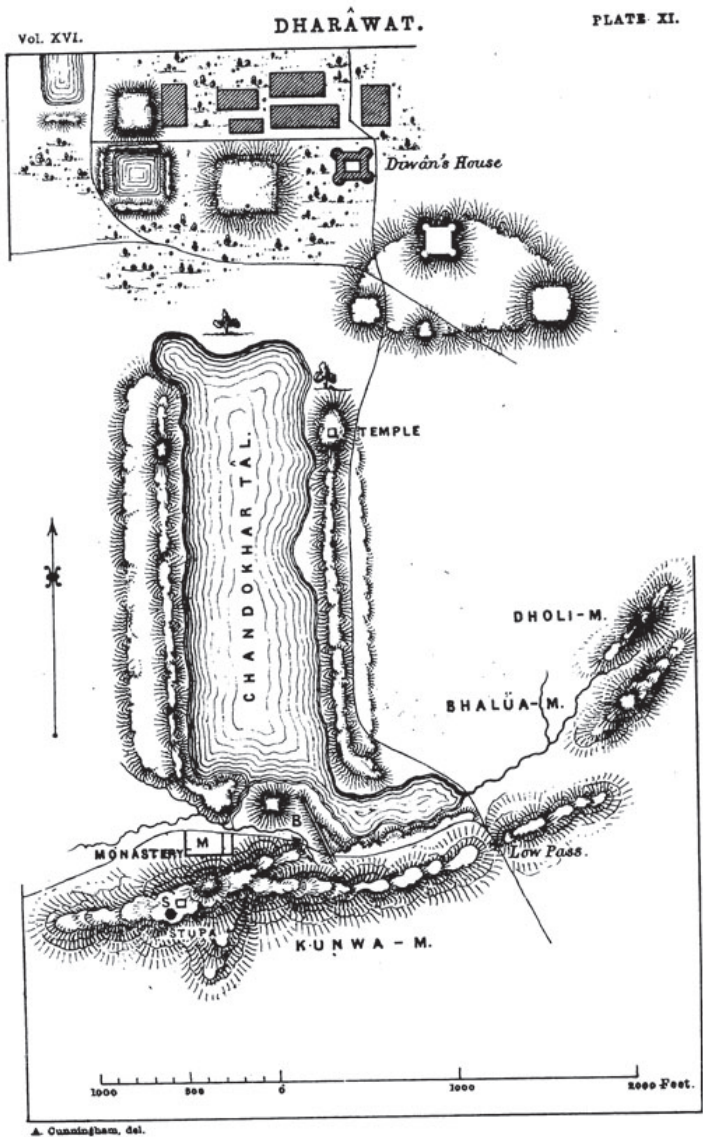 Vol. XVI.
DHARÂWAT.
PLATE XI.
Diwân's House
TEMPLE
CHANDOKHAR TÂL.
DHOLI-M.
BHALÜA-M.
B
MONASTERY
M
Low Pass.
S
STUPA
KUNWA-M.
1000 500 0 1000 2000 Feet.
A. Cunningham, del.